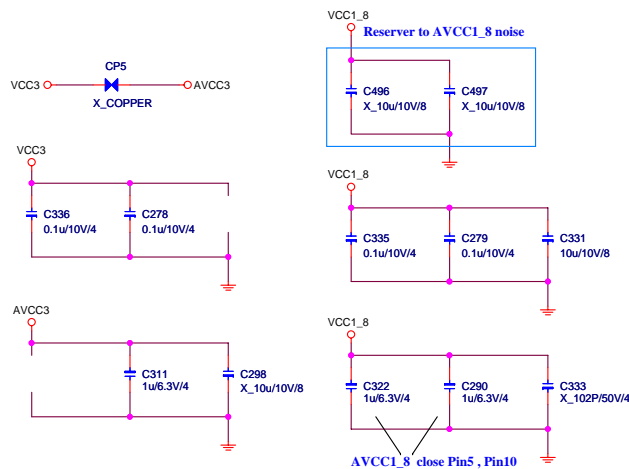 VCC1_8
Reserver to AVCC1_8 noise
CP5
VCC3
AVCC3
X_COPPER
C496
X_10u/10V/8
C497
X_10u/10V/8
VCC3
C336
0.1u/10V/4
C278
0.1u/10V/4
VCC1_8
C335
0.1u/10V/4
C279
0.1u/10V/4
C331
10u/10V/8
AVCC3
C311
1u/6.3V/4
C298
X_10u/10V/8
VCC1_8
C322
1u/6.3V/4
C290
1u/6.3V/4
C333
X_102P/50V/4
AVCC1_8 close Pin5 , Pin10